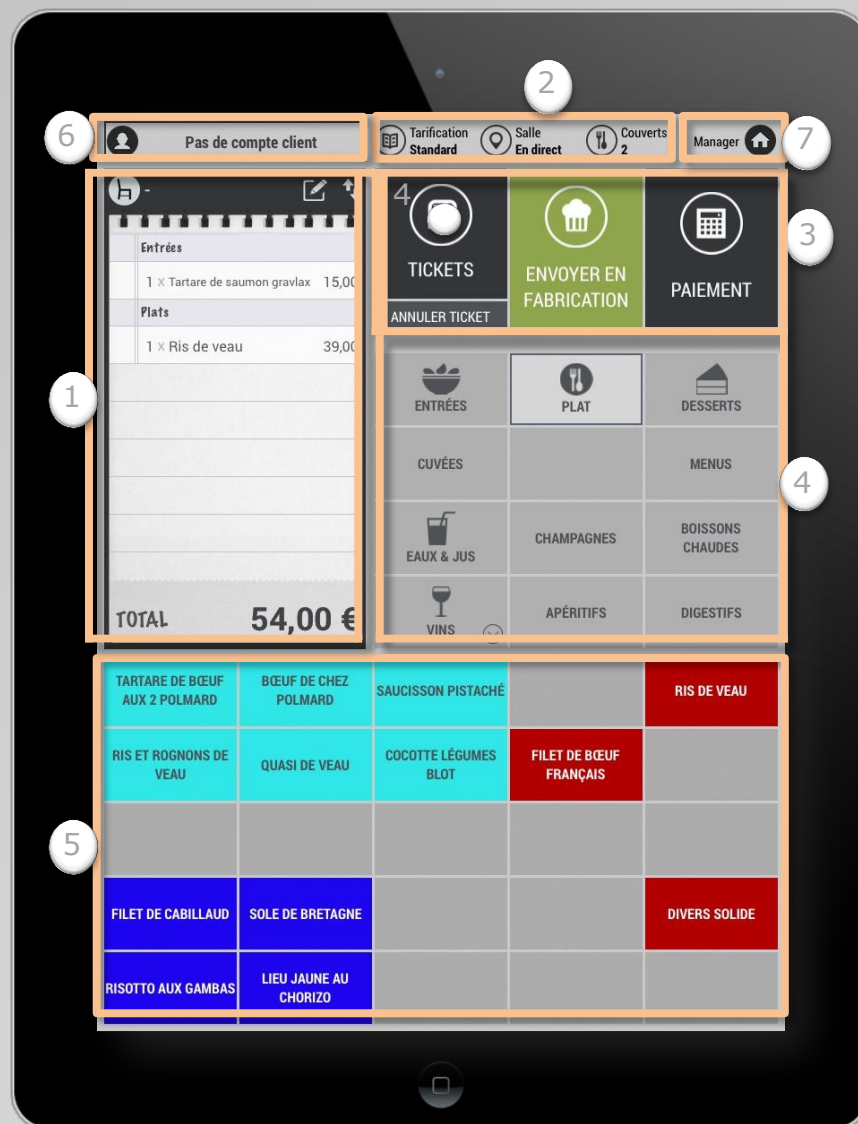 2
6
Pas de compte client
Tarification
Standard
Salle
En direct
Couverts
2
Manager
7
-
4
TICKETS
ANNULER TICKET
ENVOYER EN
FABRICATION
PAIEMENT
3
Entrées
1 x Tartare de saumon gravlax 15,00
Plats
1 x Ris de veau 39,00
1
TOTAL 54,00 €
ENTRÉES
PLAT
DESSERTS
CUVÉES
MENUS
4
EAUX & JUS
CHAMPAGNES
BOISSONS
CHAUDES
VINS
APÉRITIFS
DIGESTIFS
TARTARE DE BŒUF
AUX 2 POLMARD
BŒUF DE CHEZ
POLMARD
SAUCISSON PISTACHÉ
RIS DE VEAU
RIS ET ROGNONS DE
VEAU
QUASI DE VEAU
COCOTTE LÉGUMES
BLOT
FILET DE BŒUF
FRANÇAIS
5
FILET DE CABILLAUD
SOLE DE BRETAGNE
DIVERS SOLIDE
RISOTTO AUX GAMBAS
LIEU JAUNE AU
CHORIZO